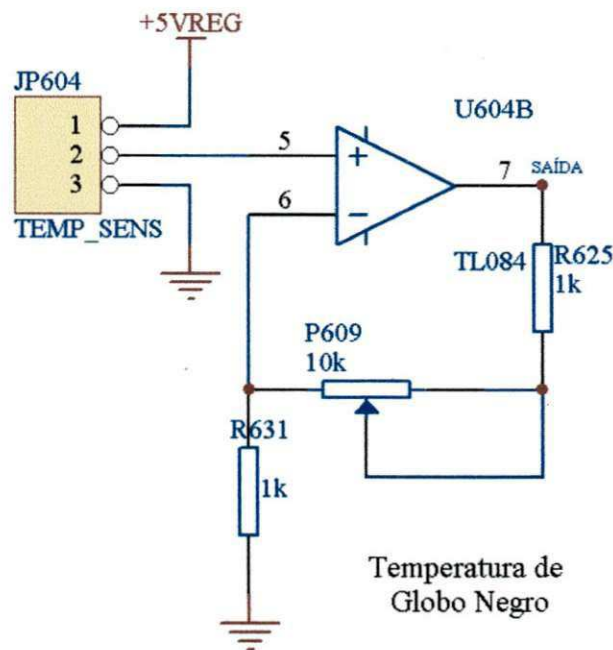 +5VREG
JP604
1
2
3
TEMP_SENS
5
6
+
−
7
U604B
SAÍDA
TL084
R625
1k
P609
10k
R631
1k
Temperatura de
Globo Negro